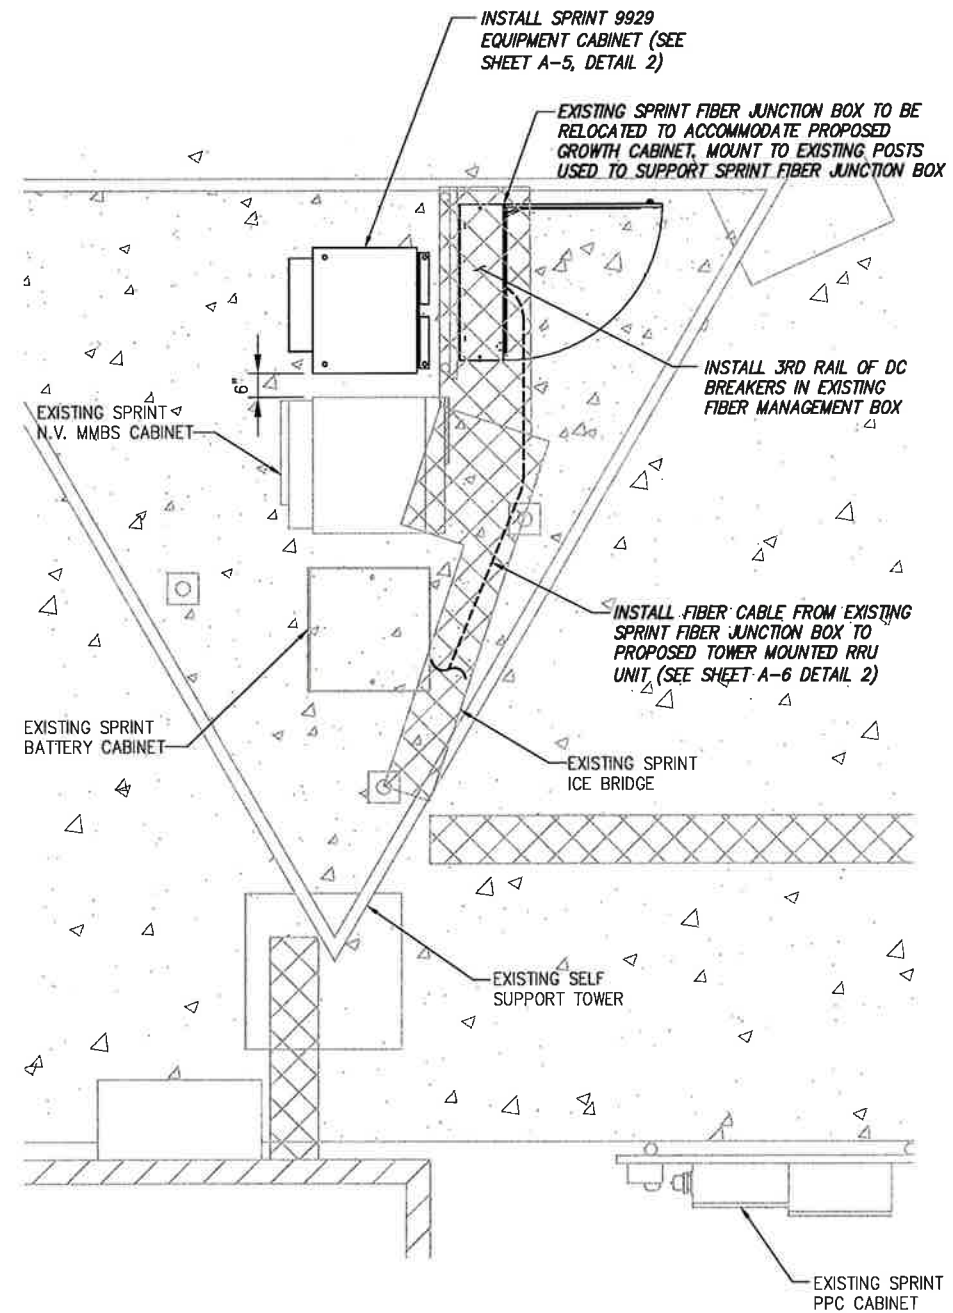 INSTALL SPRINT 9929
EQUIPMENT CABINET (SEE
SHEET A-5, DETAIL 2)
EXISTING SPRINT FIBER JUNCTION BOX TO BE
RELOCATED TO ACCOMMODATE PROPOSED
GROWTH CABINET, MOUNT TO EXISTING POSTS
USED TO SUPPORT SPRINT FIBER JUNCTION BOX
INSTALL 3RD RAIL OF DC
BREAKERS IN EXISTING
FIBER MANAGEMENT BOX
6"
EXISTING SPRINT
N.V. MMBS CABINET
INSTALL FIBER CABLE FROM EXISTING
SPRINT FIBER JUNCTION BOX TO
PROPOSED TOWER MOUNTED RRU
UNIT (SEE SHEET A-6 DETAIL 2)
EXISTING SPRINT
BATTERY CABINET
EXISTING SPRINT
ICE BRIDGE
EXISTING SELF
SUPPORT TOWER
EXISTING SPRINT
PPC CABINET